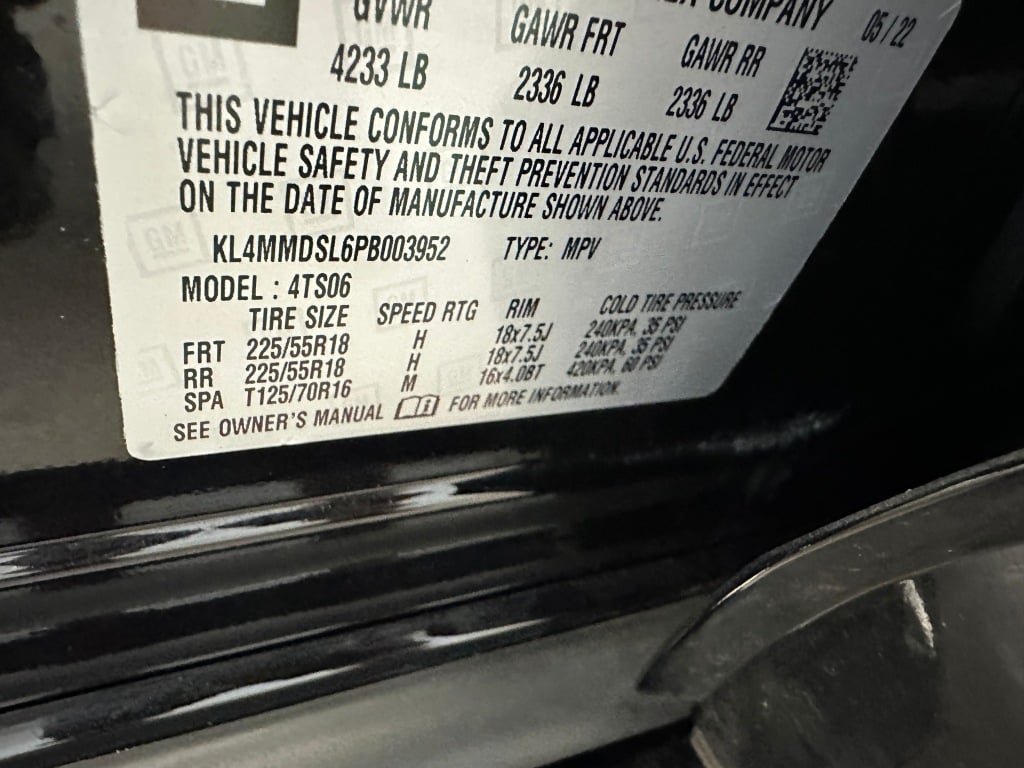 COMPANY
05/22
GVWR GAWR FRT GAWR RR
4233 LB 2336 LB 2336 LB
THIS VEHICLE CONFORMS TO ALL APPLICABLE U.S. FEDERAL MOTOR
VEHICLE SAFETY AND THEFT PREVENTION STANDARDS IN EFFECT
ON THE DATE OF MANUFACTURE SHOWN ABOVE.
KL4MMDSL6PB003952 TYPE: MPV
MODEL : 4TS06
TIRE SIZE SPEED RTG RIM COLD TIRE PRESSURE
FRT 225/55R18 H 18x7.5J 240KPA, 35 PSI
RR 225/55R18 H 18x7.5J 240KPA, 35 PSI
SPA T125/70R16 M 16x4.0BT 420KPA, 60 PSI
SEE OWNER'S MANUAL FOR MORE INFORMATION.